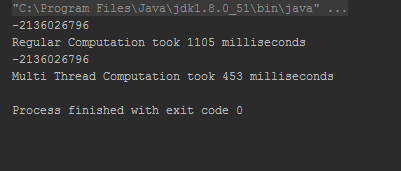 "C:\Program Files\Java\jdk1.8.0_51\bin\java" ...
-2136026796
Regular Computation took 1105 milliseconds
-2136026796
Multi Thread Computation took 453 milliseconds
Process finished with exit code 0